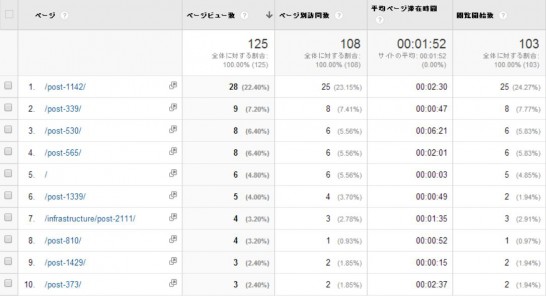 ページ ページビュー数 ページ別訪問数 平均ページ滞在時間 閲覧開始数
125 108 00:01:52 103
全体に対する割合: 全体に対する割合: サイトの平均: 00:01:52 全体に対する割合:
100.00% (125) 100.00% (108) (0.00%) 100.00% (103)
1. /post-1142/ 28 (22.40%) 25 (23.15%) 00:02:30 25 (24.27%)
2. /post-339/ 9 (7.20%) 8 (7.41%) 00:00:47 8 (7.77%)
3. /post-530/ 8 (6.40%) 6 (5.56%) 00:06:21 6 (5.83%)
4. /post-565/ 8 (6.40%) 6 (5.56%) 00:02:01 6 (5.83%)
5. / 6 (4.80%) 6 (5.56%) 00:00:03 5 (4.85%)
6. /post-1339/ 5 (4.00%) 4 (3.70%) 00:00:49 2 (1.94%)
7. /infrastructure/post-2111/ 4 (3.20%) 3 (2.78%) 00:01:35 3 (2.91%)
8. /post-810/ 4 (3.20%) 1 (0.93%) 00:00:52 1 (0.97%)
9. /post-1429/ 3 (2.40%) 2 (1.85%) 00:00:15 2 (1.94%)
10. /post-373/ 3 (2.40%) 2 (1.85%) 00:02:37 2 (1.94%)